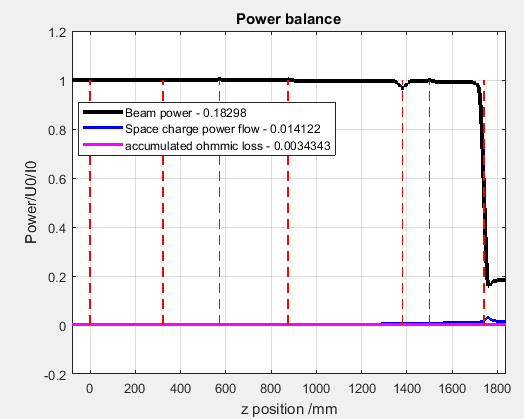 Power balance
1.2
1
0.8
0.6
0.4
0.2
0
-0.2
Power/U0/I0
Beam power - 0.18298
Space charge power flow - 0.014122
accumulated ohmmic loss - 0.0034343
0 200 400 600 800 1000 1200 1400 1600 1800
z position /mm